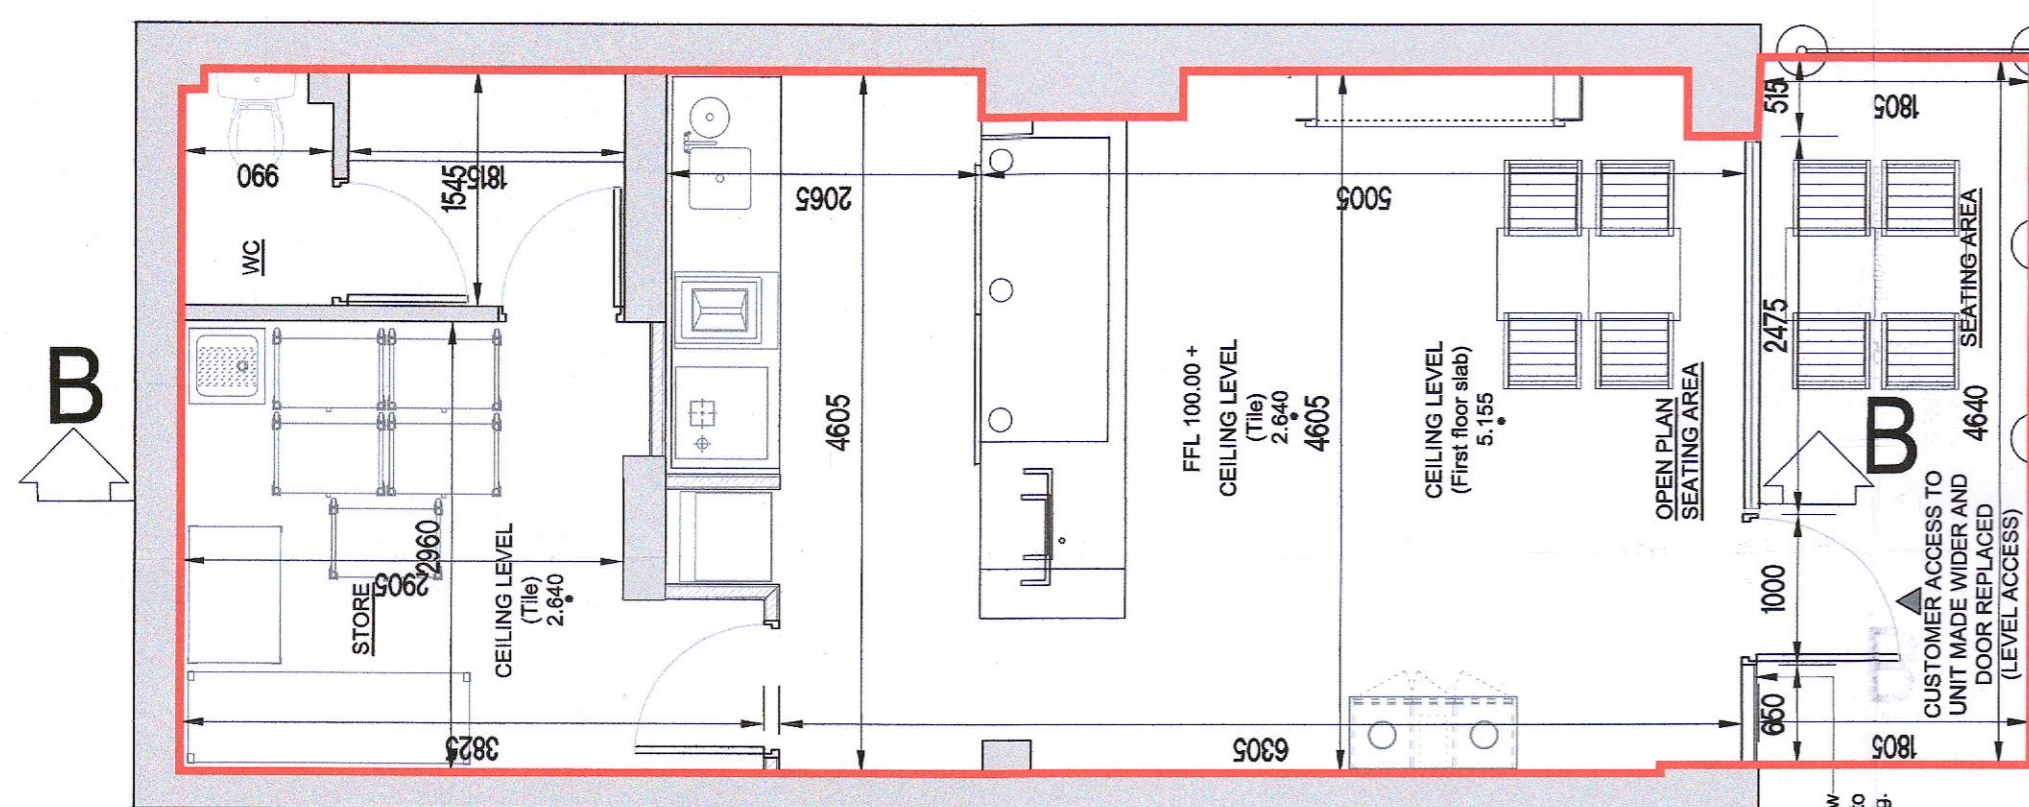 B
990
1545
1815
WC
2065
5005
515
1805
SEATING AREA
2475
4605
FFL 100.00 +
CEILING LEVEL
(Tile)
2.640
4605
CEILING LEVEL
(First floor slab)
5.155
OPEN PLAN
SEATING AREA
4640
B
2960
2905
STORE
CEILING LEVEL
(Tile)
2.640
1000
CUSTOMER ACCESS TO
UNIT MADE WIDER AND
DOOR REPLACED
(LEVEL ACCESS)
3825
6305
650
1805
w
to
g.